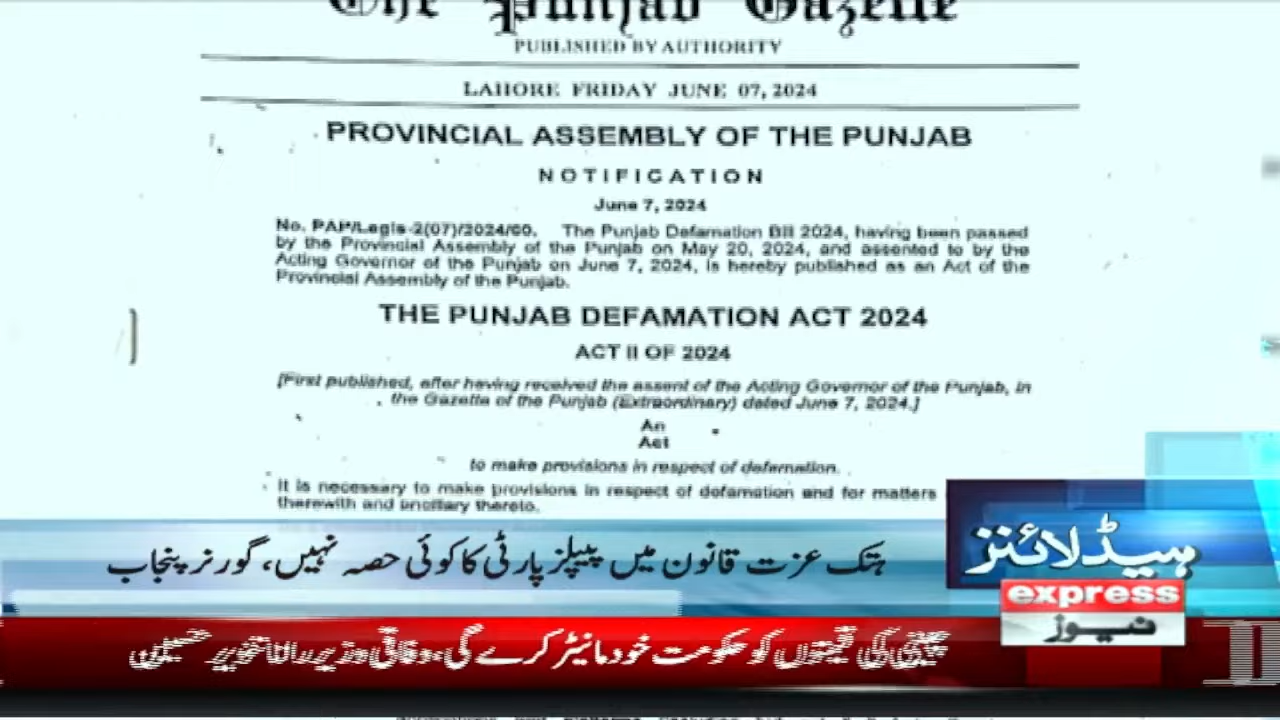 The Punjab Gazette
PUBLISHED BY AUTHORITY
LAHORE FRIDAY JUNE 07, 2024
PROVINCIAL ASSEMBLY OF THE PUNJAB
NOTIFICATION
June 7, 2024
No. PAP/Legis-2(07)/2024/60. The Punjab Defamation Bill 2024, having been passed
by the Provincial Assembly of the Punjab on May 20, 2024, and assented to by the
Acting Governor of the Punjab on June 7, 2024, is hereby published as an Act of the
Provincial Assembly of the Punjab.
THE PUNJAB DEFAMATION ACT 2024
ACT II OF 2024
[First published, after having received the assent of the Acting Governor of the Punjab, in
the Gazette of the Punjab (Extraordinary) dated June 7, 2024.]
An
Act
to make provisions in respect of defamation.
It is necessary to make provisions in respect of defamation and for matters
therewith and ancillary thereto.
ہتک عزت قانون میں پیپلز پارٹی کا کوئی حصہ نہیں، گورنر پنجاب
ہیڈلائنز
express
نیوز
چینی کی قیمتوں کو حکومت خود مانیٹر کرے گی، وفاقی وزیر رانا تنویر حسین